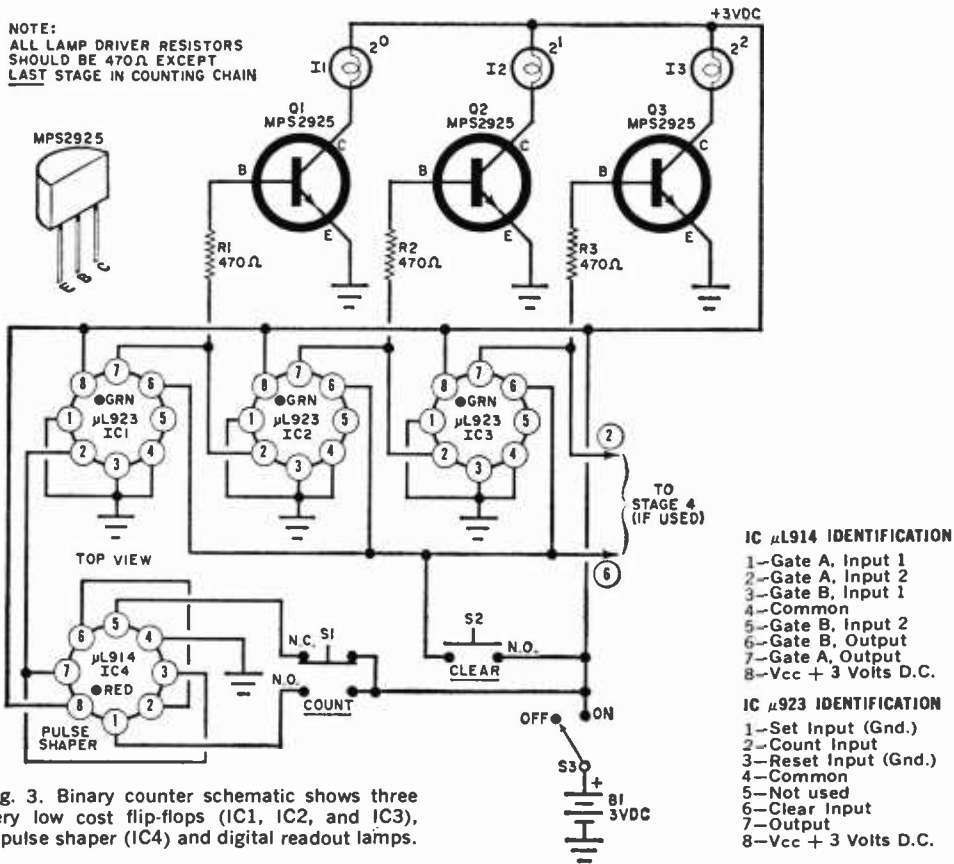 NOTE:
ALL LAMP DRIVER RESISTORS
SHOULD BE 470Ω EXCEPT
LAST STAGE IN COUNTING CHAIN
+3VDC
I1
2⁰
I2
2¹
I3
2²
Q1
MPS2925
Q2
MPS2925
Q3
MPS2925
MPS2925
E
B
C
B
C
E
B
C
E
B
C
E
R1
470Ω
R2
470Ω
R3
470Ω
8
7
6
GRN
1
μL923
5
IC1
2
3
4
8
7
6
GRN
1
μL923
5
IC2
2
3
4
8
7
6
GRN
1
μL923
5
IC3
2
3
4
2
TO
STAGE 4
(IF USED)
6
TOP VIEW
6
5
4
7
μL914
IC4
3
RED
8
1
2
PULSE
SHAPER
N.C.
S1
N.O.
COUNT
S2
N.O.
CLEAR
OFF
ON
S3
+
B1
3VDC
IC μL914 IDENTIFICATION
1—Gate A, Input 1
2—Gate A, Input 2
3—Gate B, Input 1
4—Common
5—Gate B, Input 2
6—Gate B, Output
7—Gate A, Output
8—Vcc + 3 Volts D.C.
IC μ923 IDENTIFICATION
1—Set Input (Gnd.)
2—Count Input
3—Reset Input (Gnd.)
4—Common
5—Not used
6—Clear Input
7—Output
8—Vcc + 3 Volts D.C.
g. 3. Binary counter schematic shows three
ery low cost flip-flops (IC1, IC2, and IC3),
pulse shaper (IC4) and digital readout lamps.